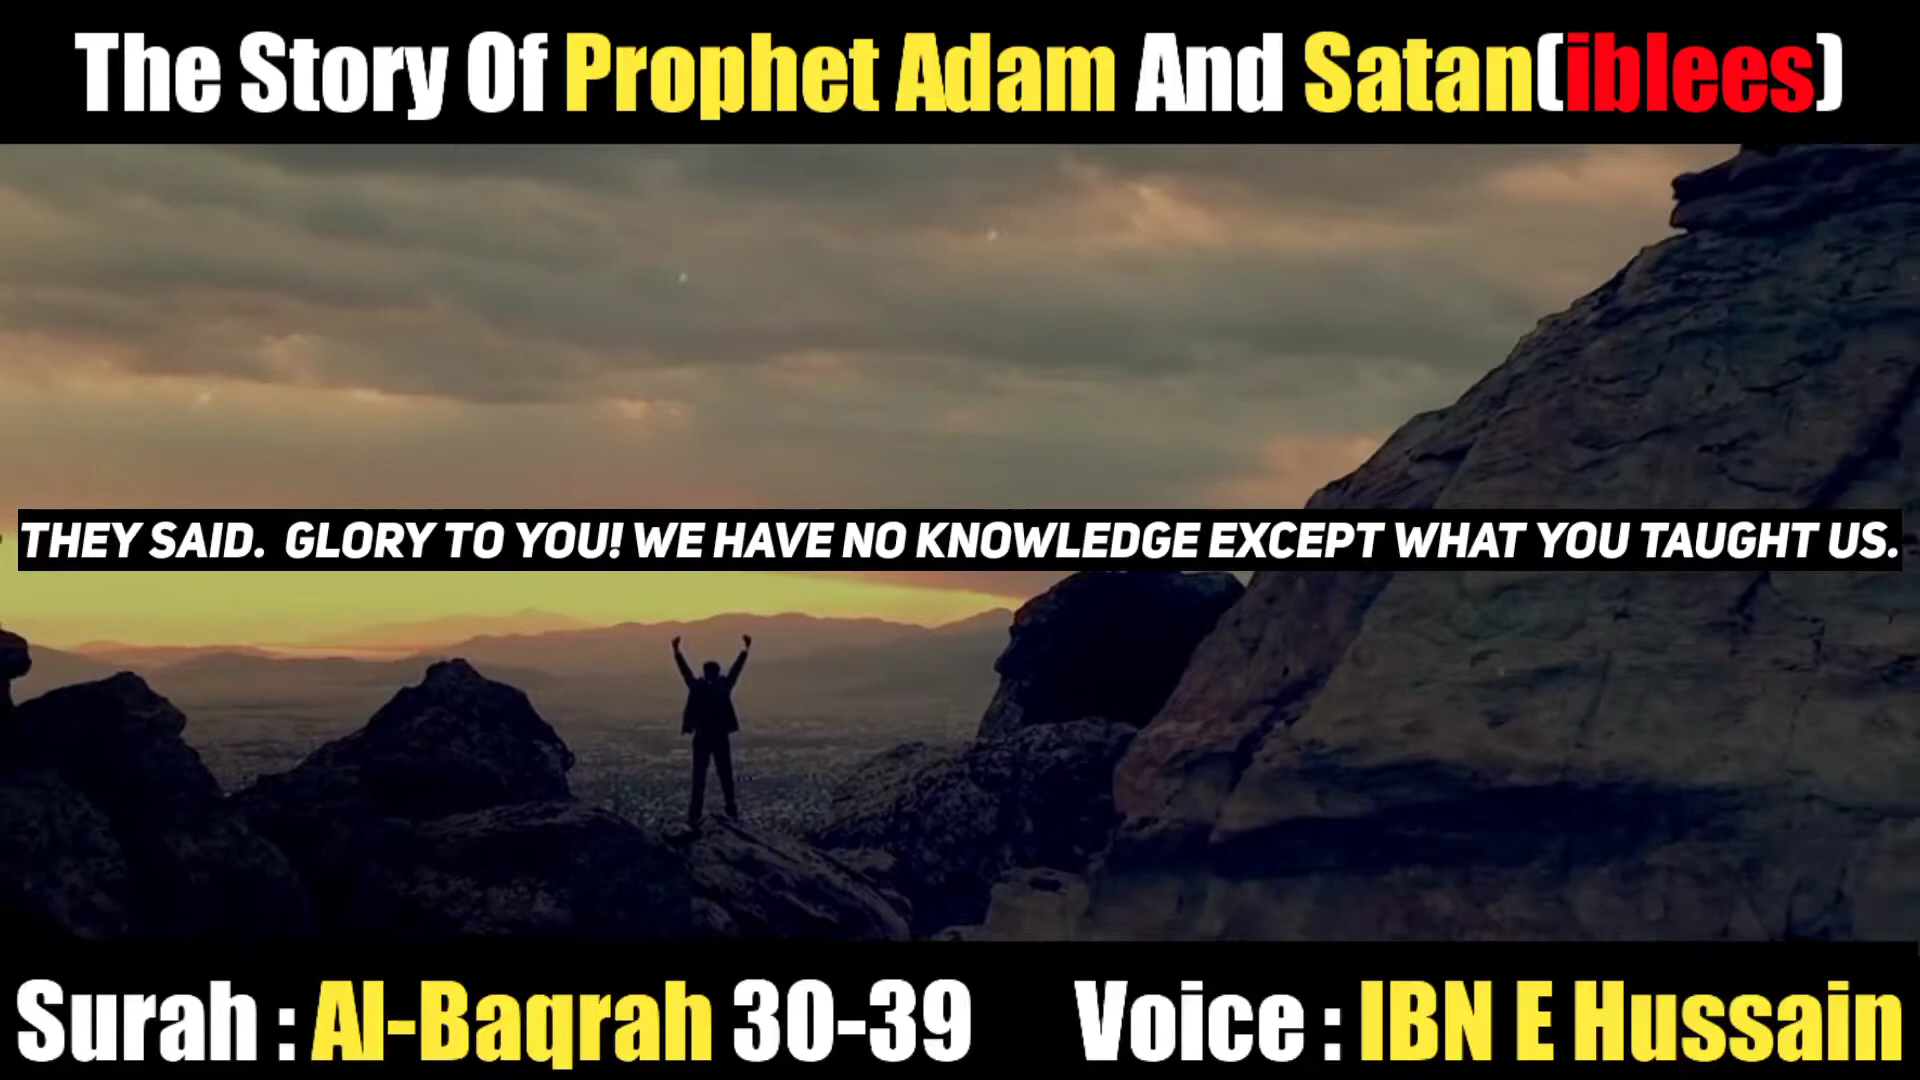 The Story Of Prophet Adam And Satan(iblees)
THEY SAID. GLORY TO YOU! WE HAVE NO KNOWLEDGE EXCEPT WHAT YOU TAUGHT US.
Surah : Al-Baqrah 30-39 Voice : IBN E Hussain